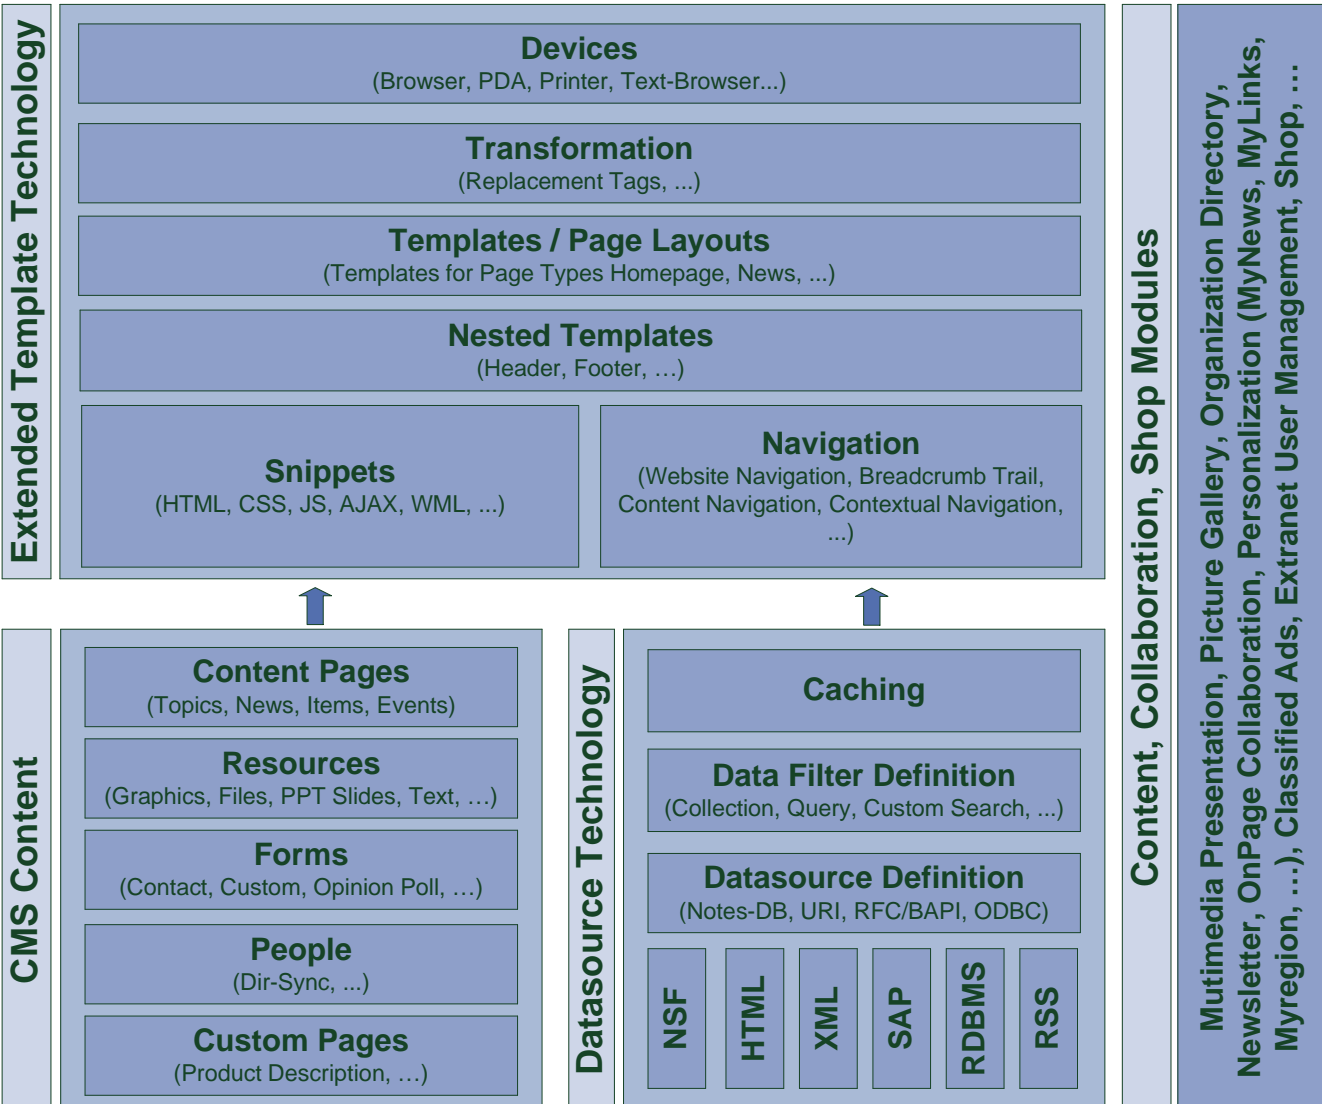 Extended Template Technology
Devices
(Browser, PDA, Printer, Text-Browser...)
Transformation
(Replacement Tags, ...)
Templates / Page Layouts
(Templates for Page Types Homepage, News, ...)
Nested Templates
(Header, Footer, …)
Snippets
(HTML, CSS, JS, AJAX, WML, ...)
Navigation
(Website Navigation, Breadcrumb Trail,
Content Navigation, Contextual Navigation,
...)
CMS Content
Content Pages
(Topics, News, Items, Events)
Resources
(Graphics, Files, PPT Slides, Text, …)
Forms
(Contact, Custom, Opinion Poll, …)
People
(Dir-Sync, ...)
Custom Pages
(Product Description, …)
Datasource Technology
Caching
Data Filter Definition
(Collection, Query, Custom Search, ...)
Datasource Definition
(Notes-DB, URI, RFC/BAPI, ODBC)
NSF
HTML
XML
SAP
RDBMS
RSS
Content, Collaboration, Shop Modules
Mutimedia Presentation, Picture Gallery, Organization Directory,
Newsletter, OnPage Collaboration, Personalization (MyNews, MyLinks,
Myregion, …), Classified Ads, Extranet User Management, Shop, …